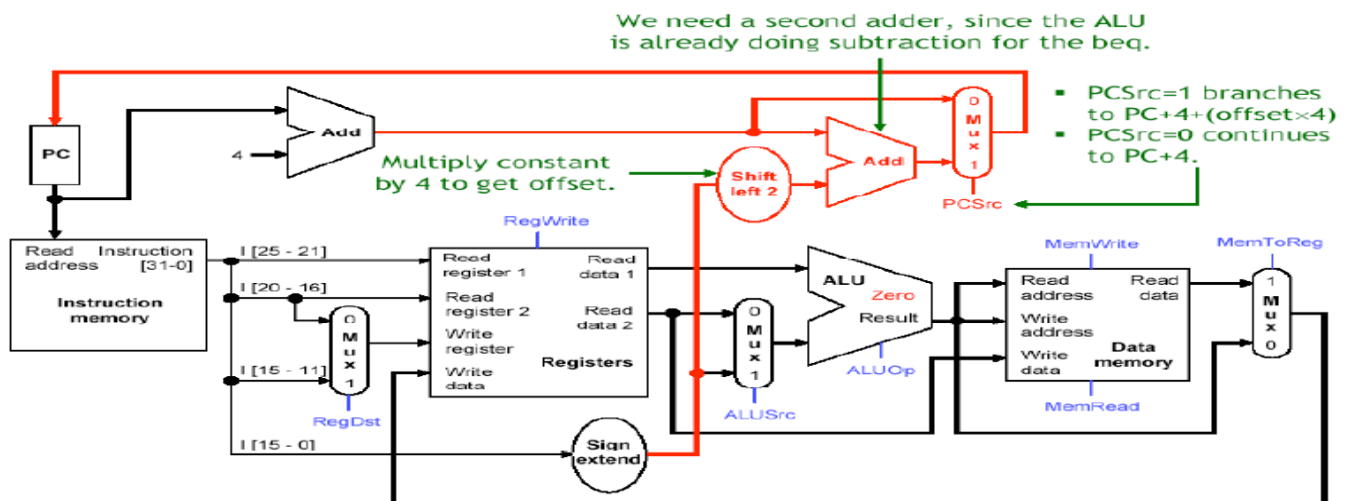 We need a second adder, since the ALU
is already doing subtraction for the beq.
▪ PCSrc=1 branches
to PC+4+(offset×4)
▪ PCSrc=0 continues
to PC+4.
0
M
u
x
1
Add
PC
4
Multiply constant
by 4 to get offset.
Shift
left 2
Add
PCSrc
RegWrite
MemWrite
MemToReg
Read
address
Instruction
[31-0]
Instruction
memory
I [25 - 21]
I [20 - 16]
I [15 - 11]
I [15 - 0]
0
M
u
x
1
RegDst
Read
register 1
Read
register 2
Write
register
Write
data
Read
data 1
Read
data 2
Registers
Sign
extend
0
M
u
x
1
ALUSrc
ALU
Zero
Result
ALUOp
Read
address
Write
address
Write
data
Read
data
Data
memory
MemRead
1
M
u
x
0